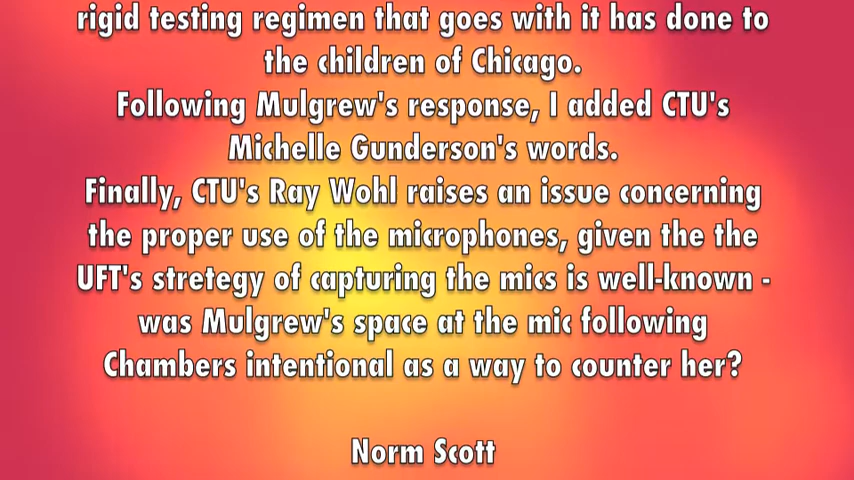 rigid testing regimen that goes with it has done to
the children of Chicago.
Following Mulgrew's response, I added CTU's
Michelle Gunderson's words.
Finally, CTU's Ray Wohl raises an issue concerning
the proper use of the microphones, given the the
UFT's stretegy of capturing the mics is well-known -
was Mulgrew's space at the mic following
Chambers intentional as a way to counter her?
Norm Scott